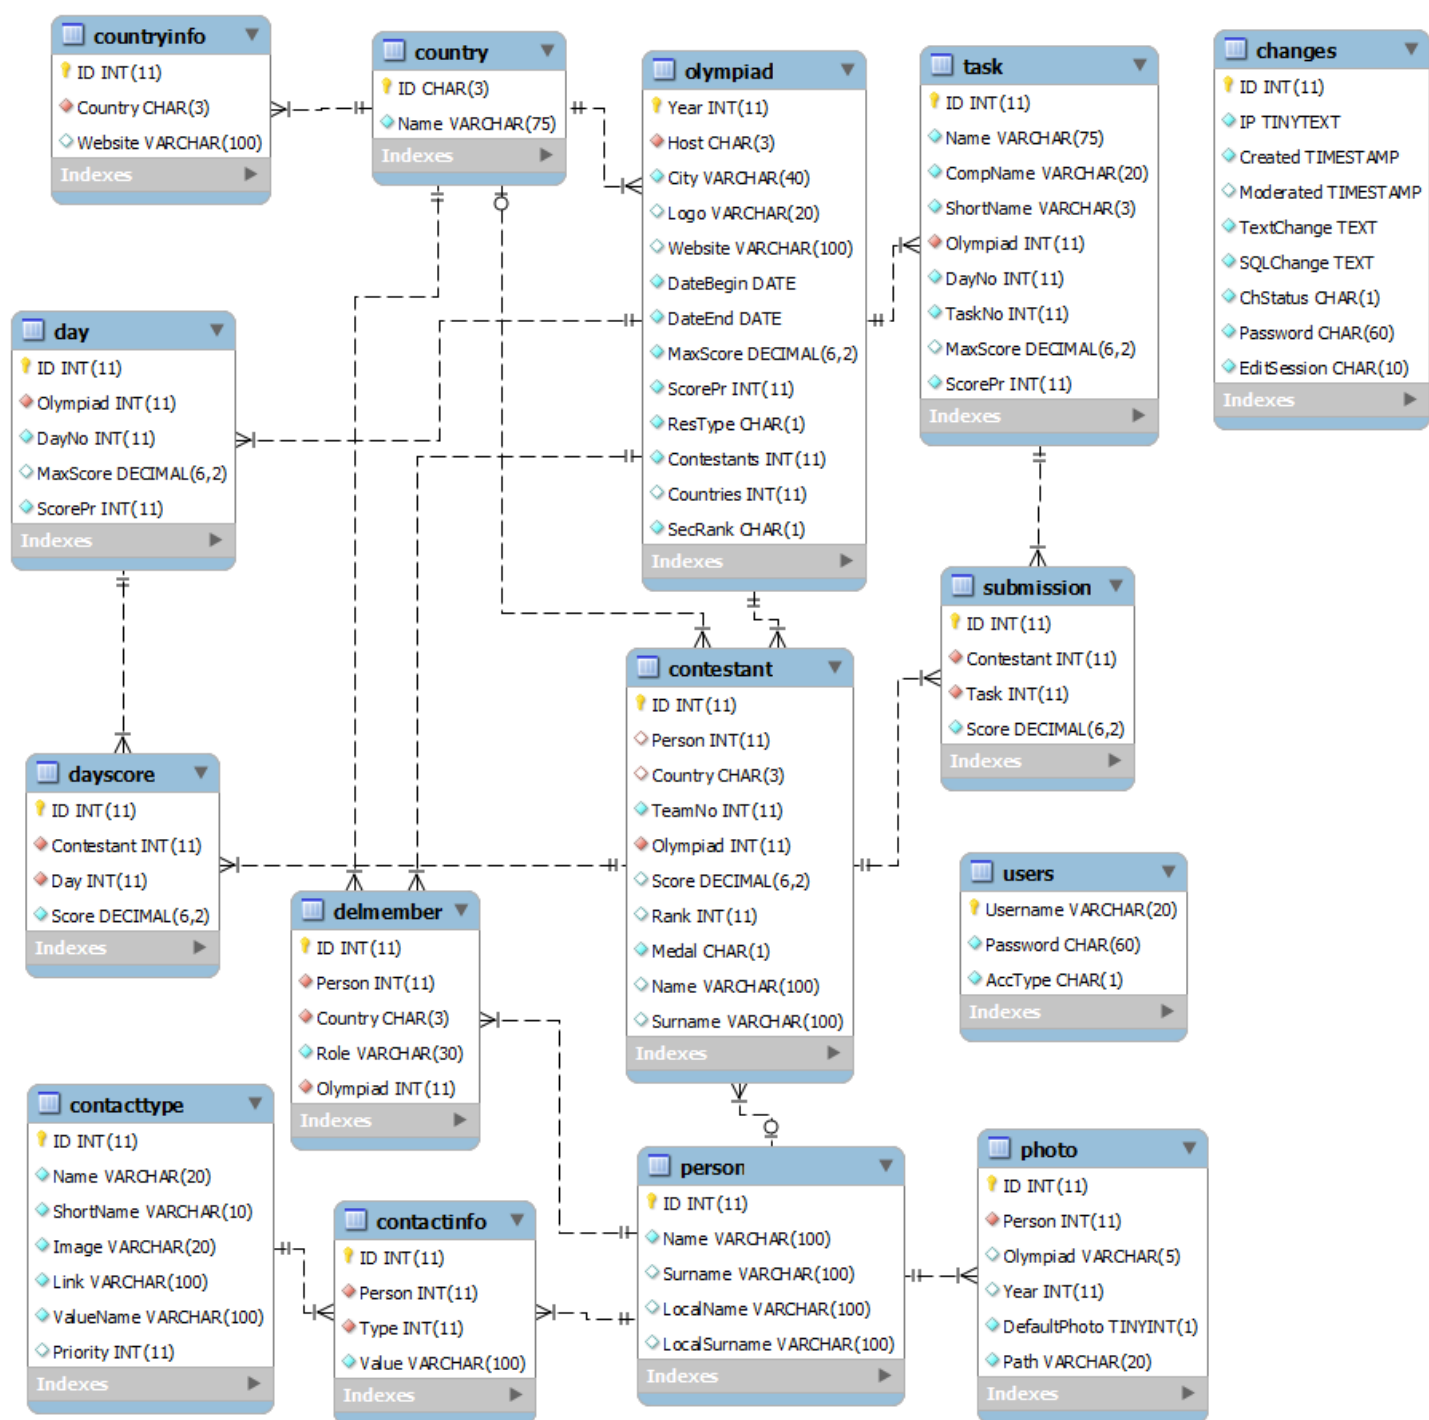 countryinfo
ID INT(11)
Country CHAR(3)
Website VARCHAR(100)
Indexes
country
ID CHAR(3)
Name VARCHAR(75)
Indexes
olympiad
Year INT(11)
Host CHAR(3)
City VARCHAR(40)
Logo VARCHAR(20)
Website VARCHAR(100)
DateBegin DATE
DateEnd DATE
MaxScore DECIMAL(6,2)
ScorePr INT(11)
ResType CHAR(1)
Contestants INT(11)
Countries INT(11)
SecRank CHAR(1)
Indexes
task
ID INT(11)
Name VARCHAR(75)
CompName VARCHAR(20)
ShortName VARCHAR(3)
Olympiad INT(11)
DayNo INT(11)
TaskNo INT(11)
MaxScore DECIMAL(6,2)
ScorePr INT(11)
Indexes
changes
ID INT(11)
IP TINYTEXT
Created TIMESTAMP
Moderated TIMESTAMP
TextChange TEXT
SQLChange TEXT
ChStatus CHAR(1)
Password CHAR(60)
EditSession CHAR(10)
Indexes
day
ID INT(11)
Olympiad INT(11)
DayNo INT(11)
MaxScore DECIMAL(6,2)
ScorePr INT(11)
Indexes
submission
ID INT(11)
Contestant INT(11)
Task INT(11)
Score DECIMAL(6,2)
Indexes
contestant
ID INT(11)
Person INT(11)
Country CHAR(3)
TeamNo INT(11)
Olympiad INT(11)
Score DECIMAL(6,2)
Rank INT(11)
Medal CHAR(1)
Name VARCHAR(100)
Surname VARCHAR(100)
Indexes
dayscore
ID INT(11)
Contestant INT(11)
Day INT(11)
Score DECIMAL(6,2)
Indexes
users
Username VARCHAR(20)
Password CHAR(60)
AccType CHAR(1)
Indexes
delmember
ID INT(11)
Person INT(11)
Country CHAR(3)
Role VARCHAR(30)
Olympiad INT(11)
Indexes
contacttype
ID INT(11)
Name VARCHAR(20)
ShortName VARCHAR(10)
Image VARCHAR(20)
Link VARCHAR(100)
ValueName VARCHAR(100)
Priority INT(11)
Indexes
contactinfo
ID INT(11)
Person INT(11)
Type INT(11)
Value VARCHAR(100)
Indexes
person
ID INT(11)
Name VARCHAR(100)
Surname VARCHAR(100)
LocalName VARCHAR(100)
LocalSurname VARCHAR(100)
Indexes
photo
ID INT(11)
Person INT(11)
Olympiad VARCHAR(5)
Year INT(11)
DefaultPhoto TINYINT(1)
Path VARCHAR(20)
Indexes